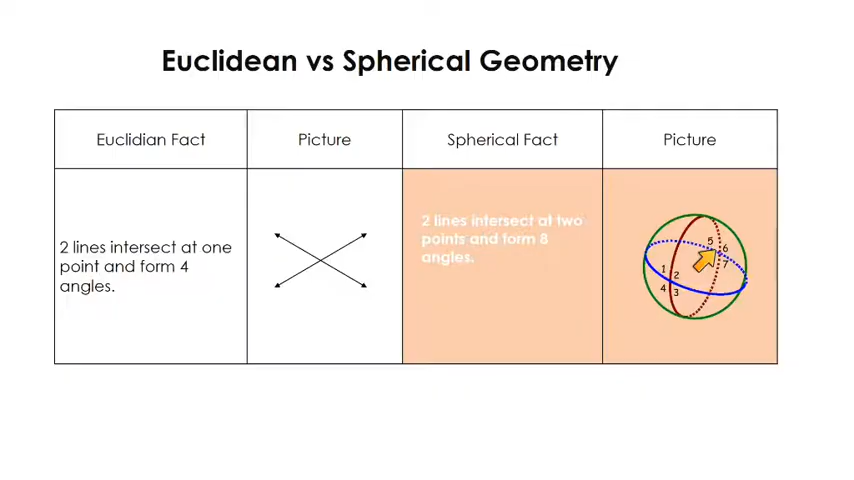 Euclidean vs Spherical Geometry
Euclidian Fact
Picture
Spherical Fact
Picture
2 lines intersect at one
point and form 4
angles.
2 lines intersect at two
points and form 8
angles.
5
6
7
1
2
4
3